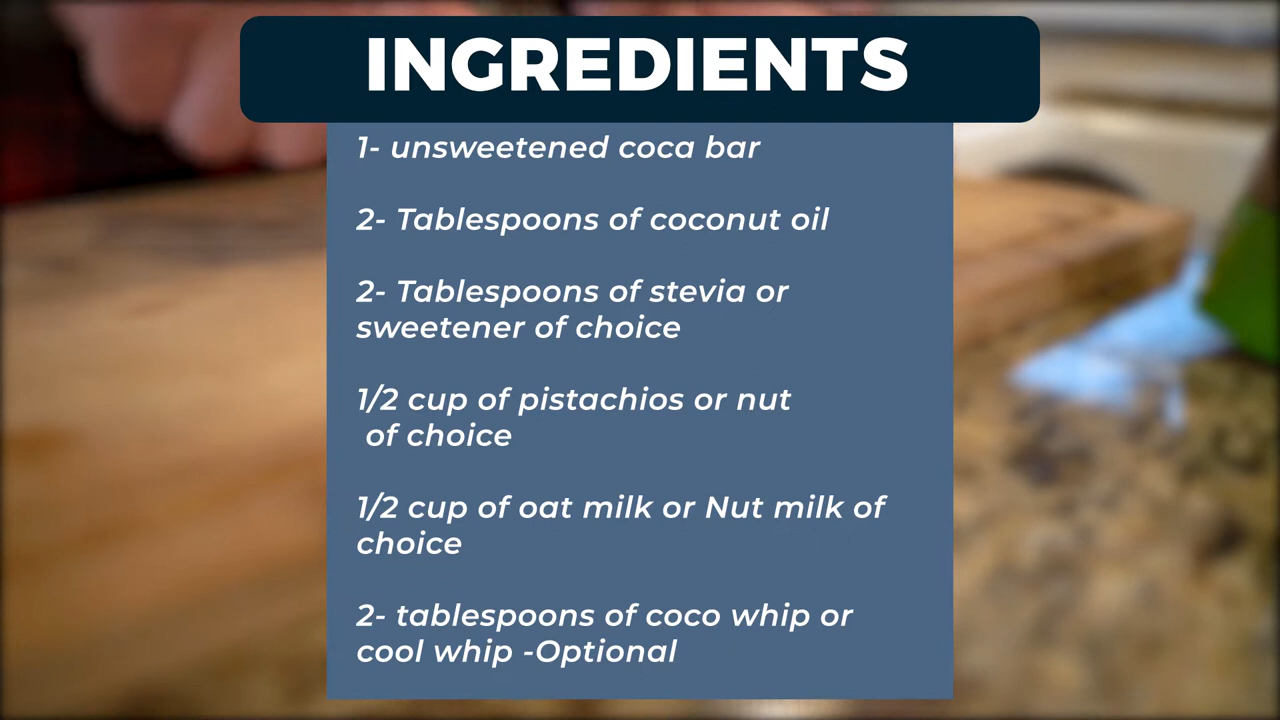 INGREDIENTS
1- unsweetened coca bar
2- Tablespoons of coconut oil
2- Tablespoons of stevia or
sweetener of choice
1/2 cup of pistachios or nut
of choice
1/2 cup of oat milk or Nut milk of
choice
2- tablespoons of coco whip or
cool whip -Optional